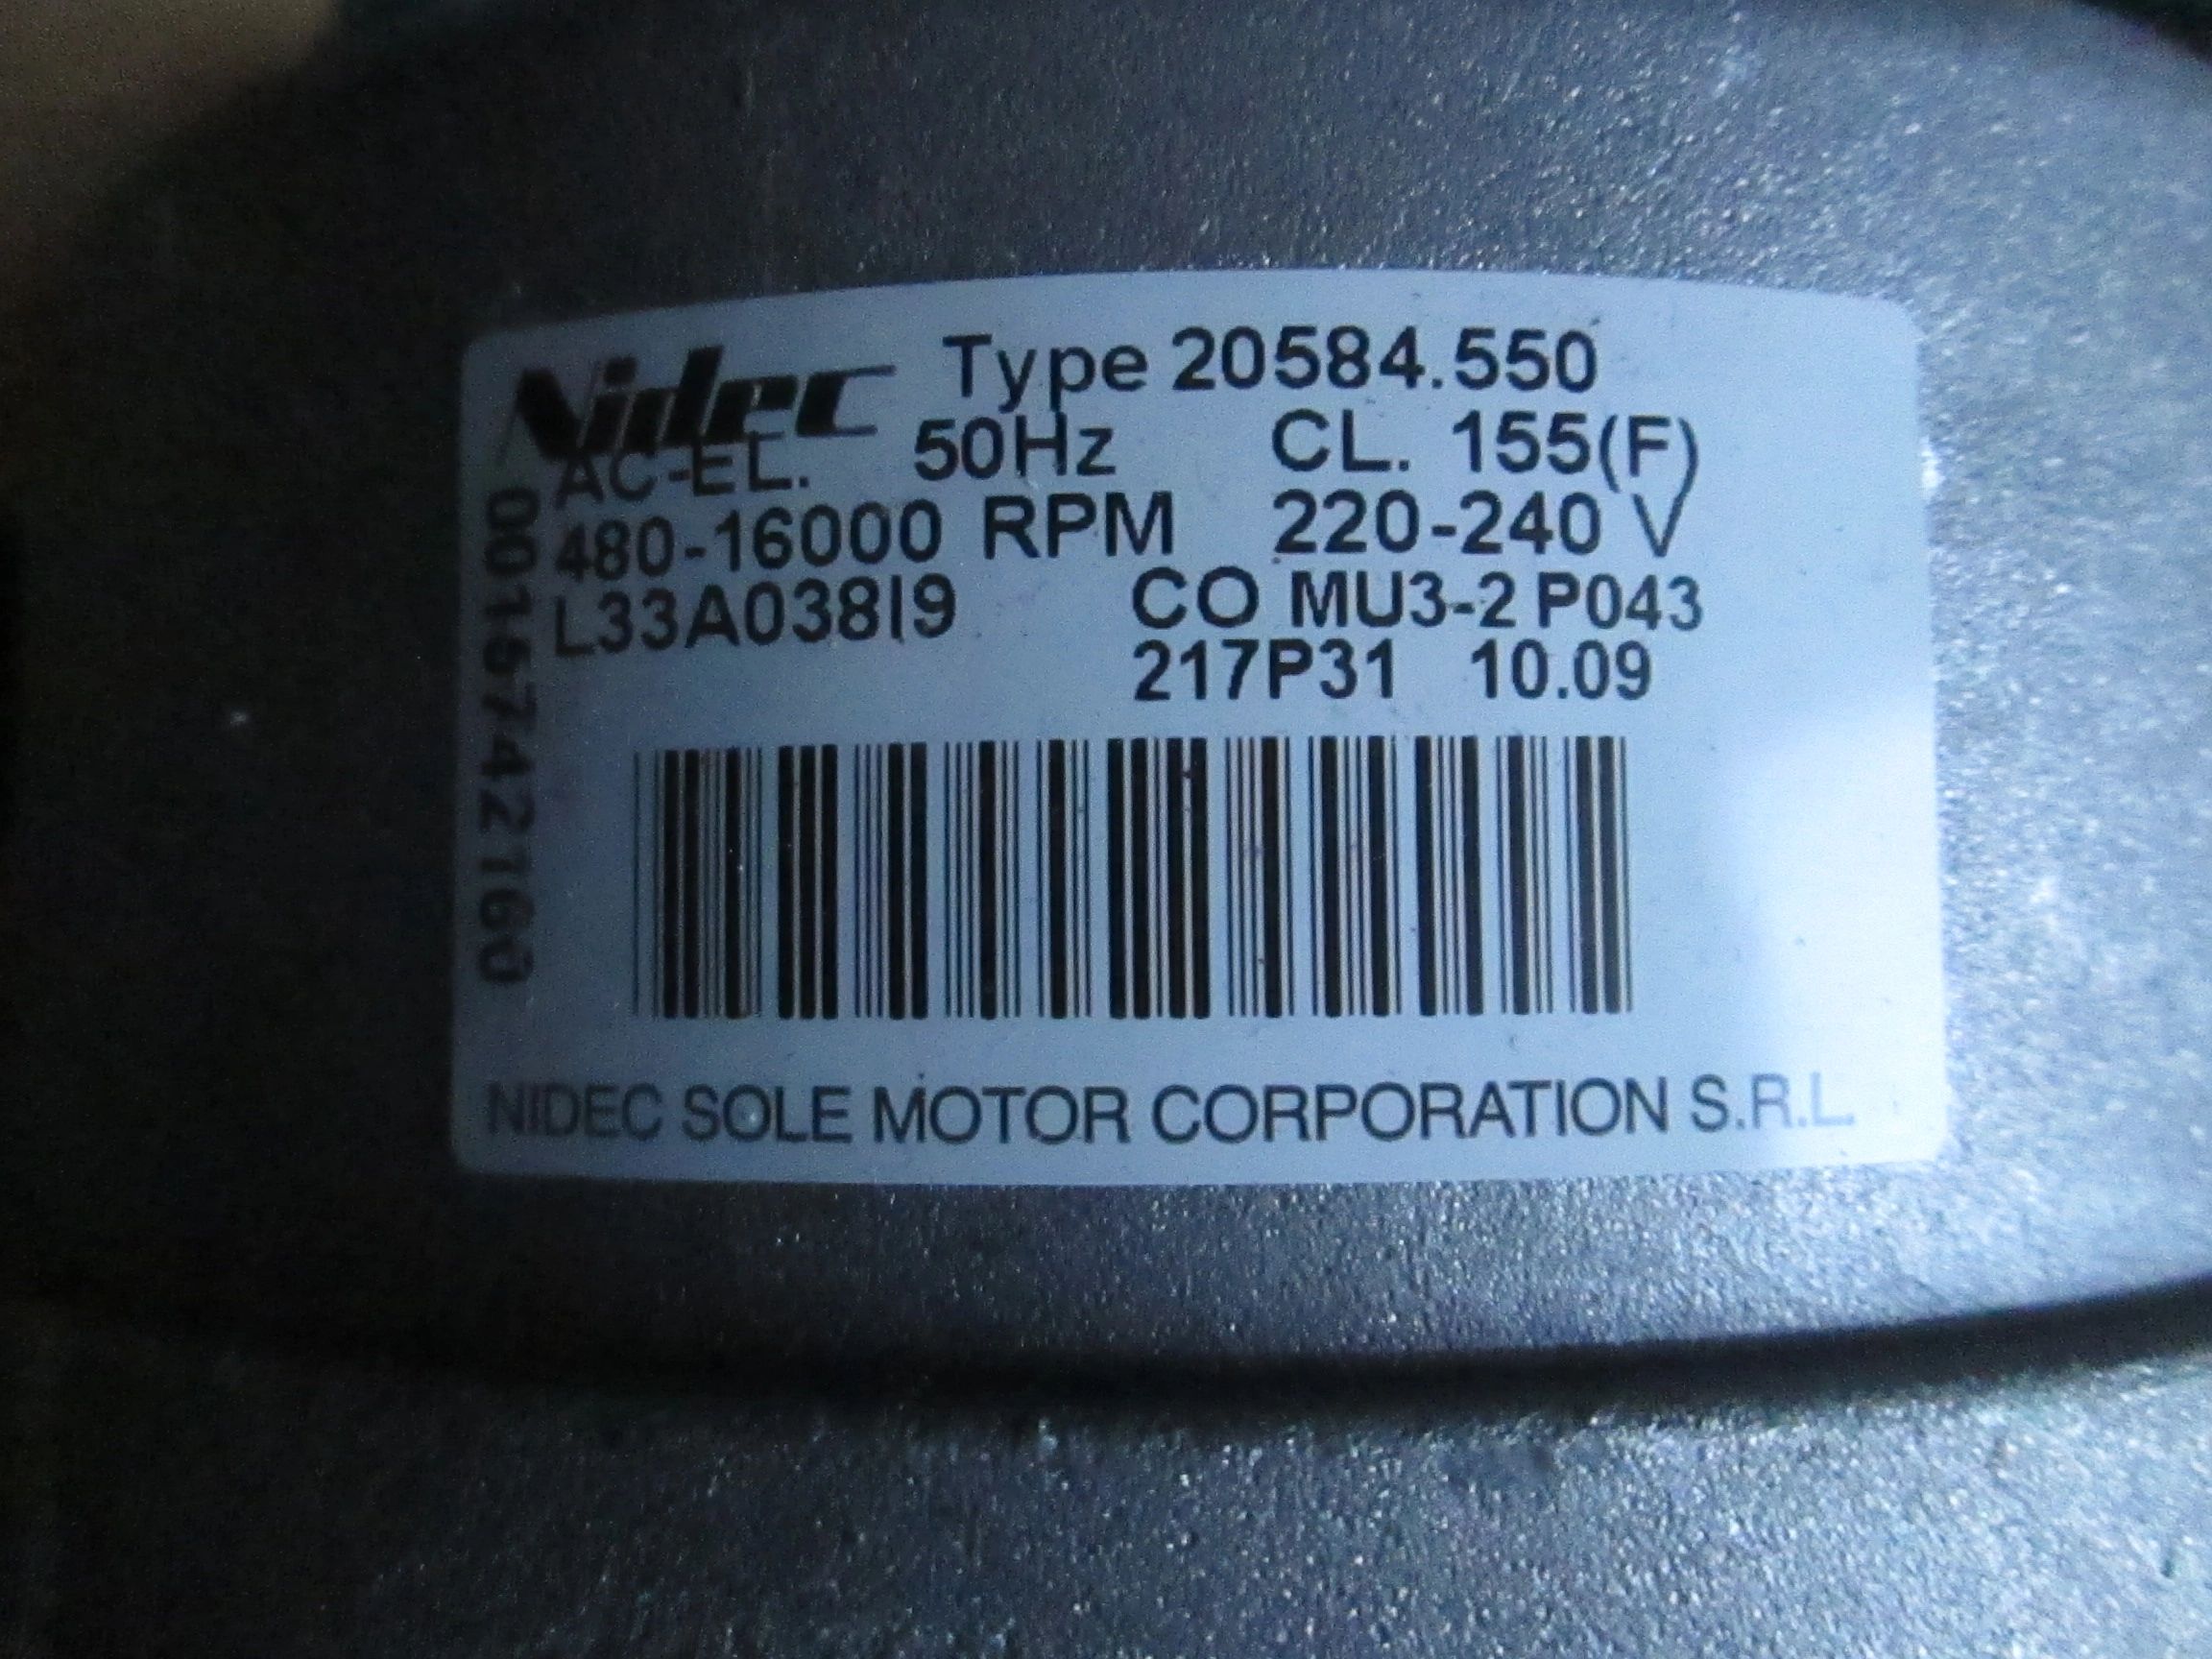 Nidec Type 20584.550
AC-EL. 50Hz CL. 155(F)
480-16000 RPM 220-240 V
L33A038I9 CO MU3-2 P043
217P31 10.09
00157421760
NIDEC SOLE MOTOR CORPORATION S.R.L.